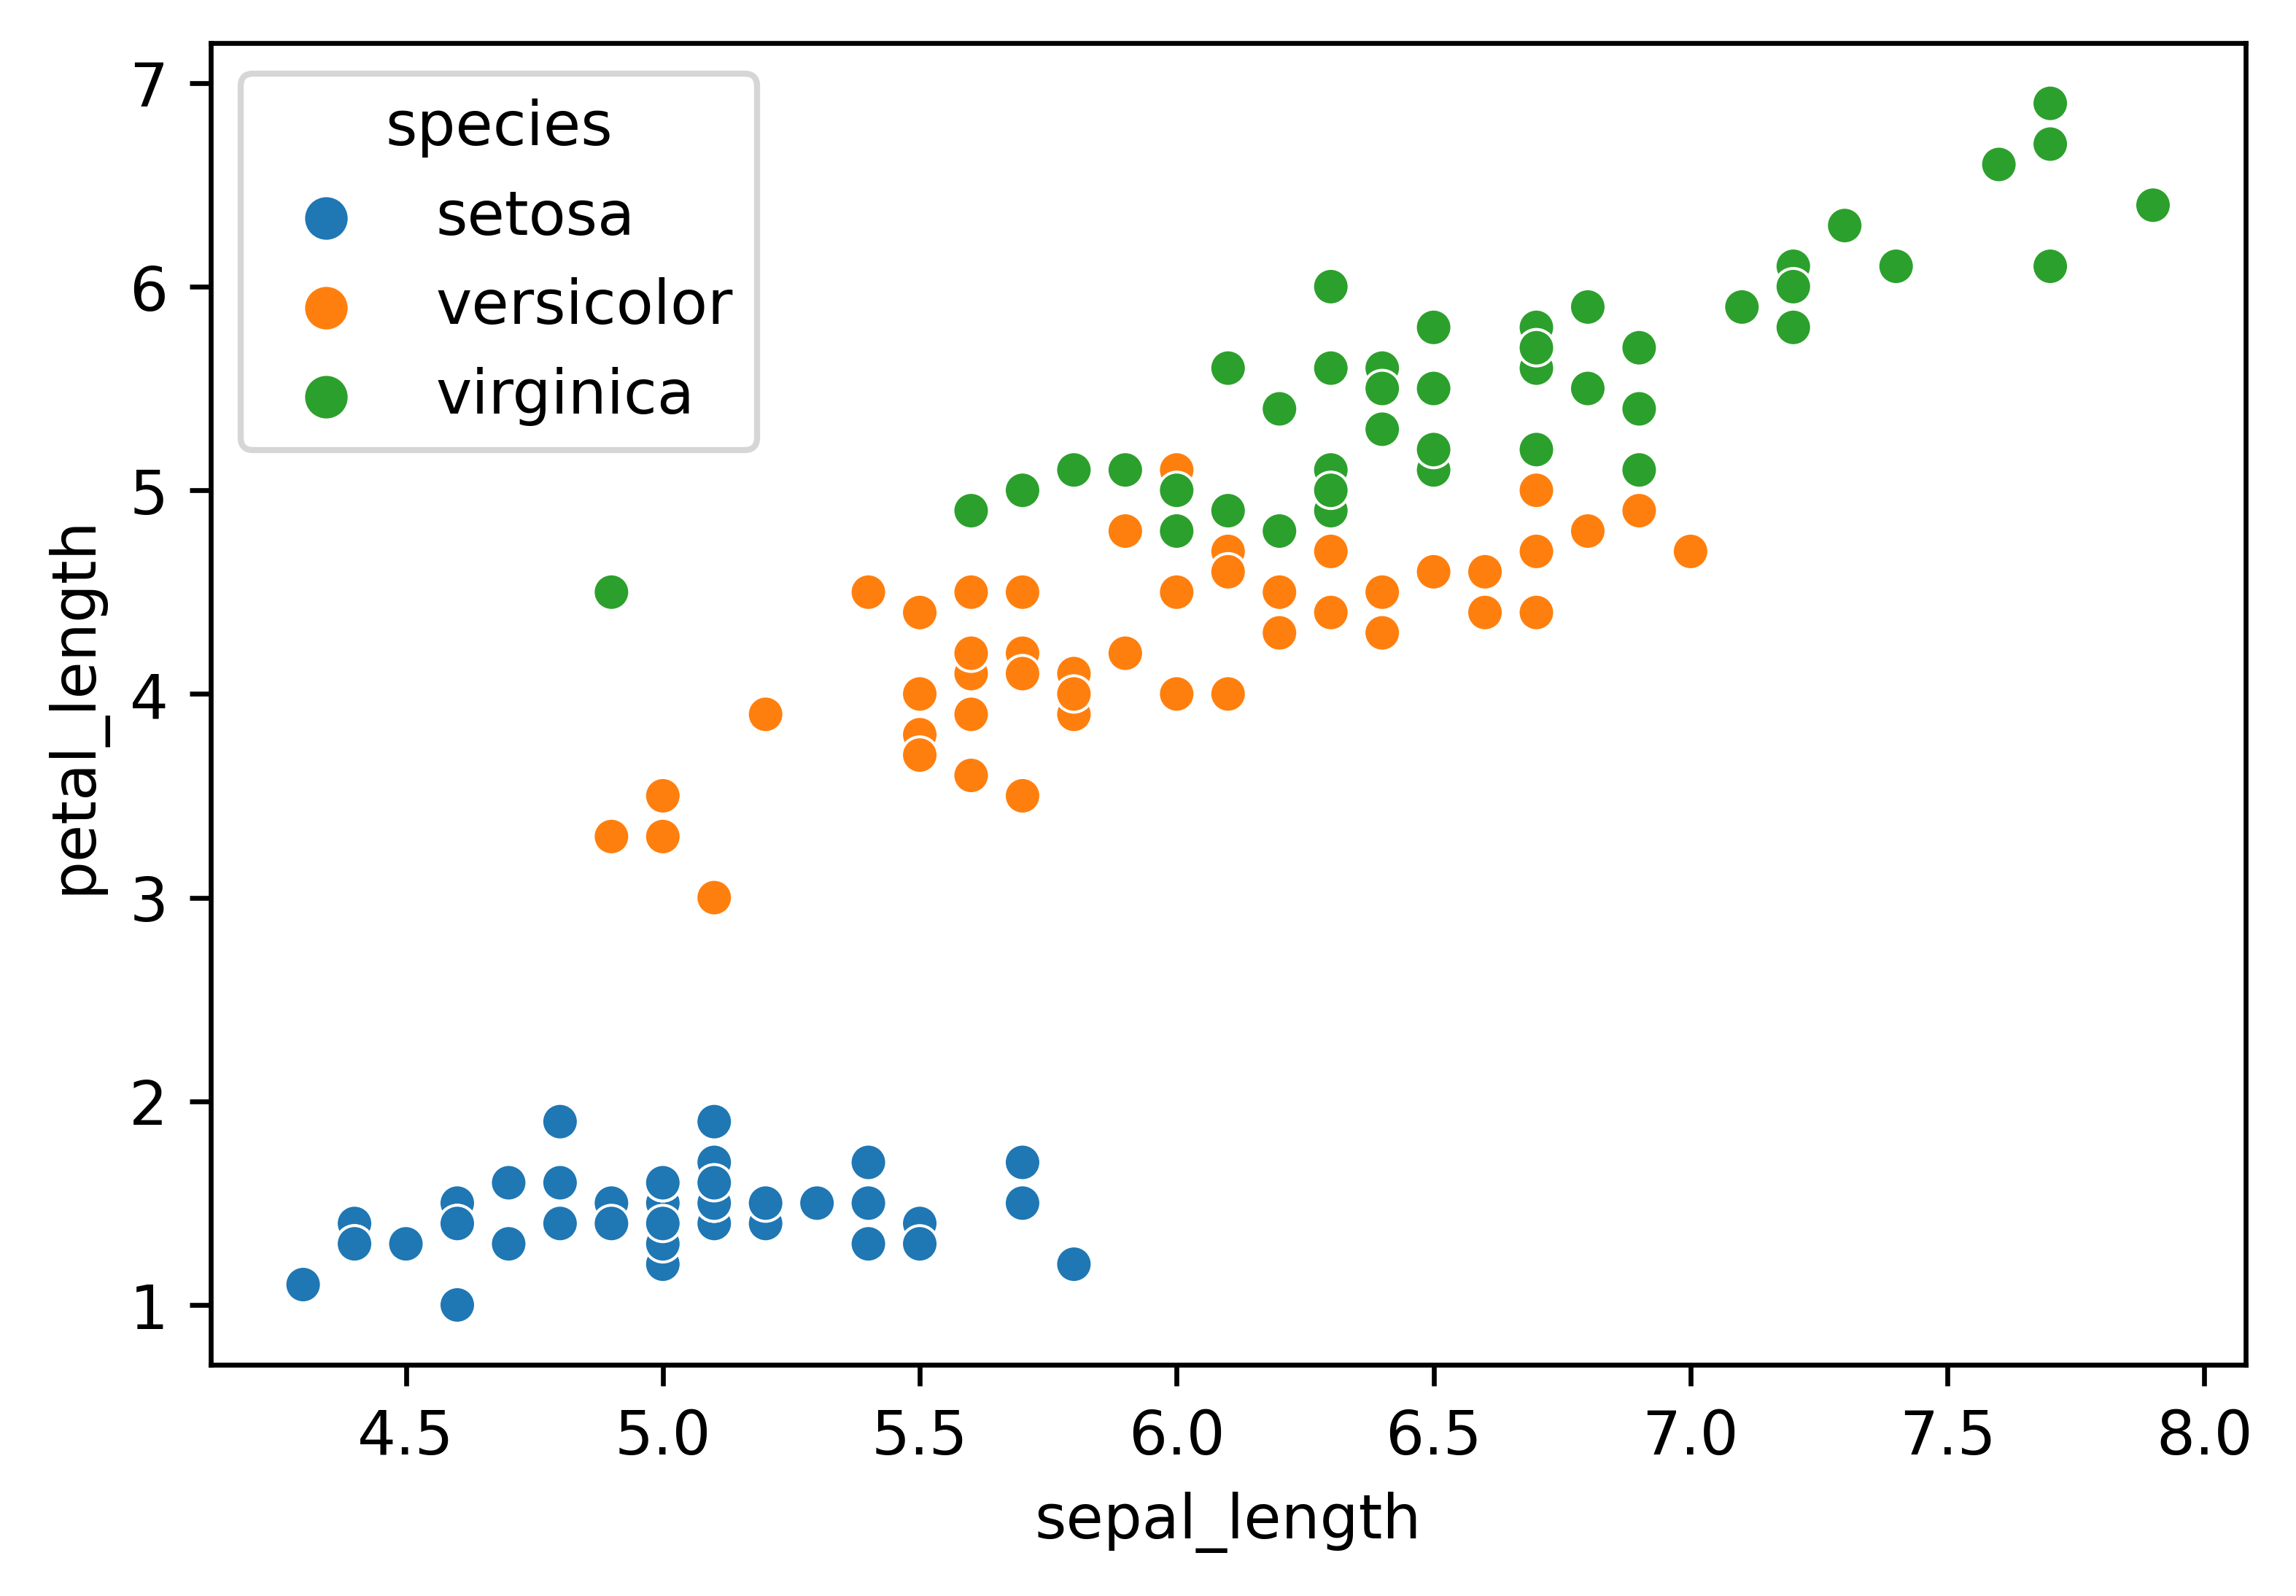 species
setosa
versicolor
virginica
7
6
5
4
3
2
1
petal_length
4.5 5.0 5.5 6.0 6.5 7.0 7.5 8.0
sepal_length